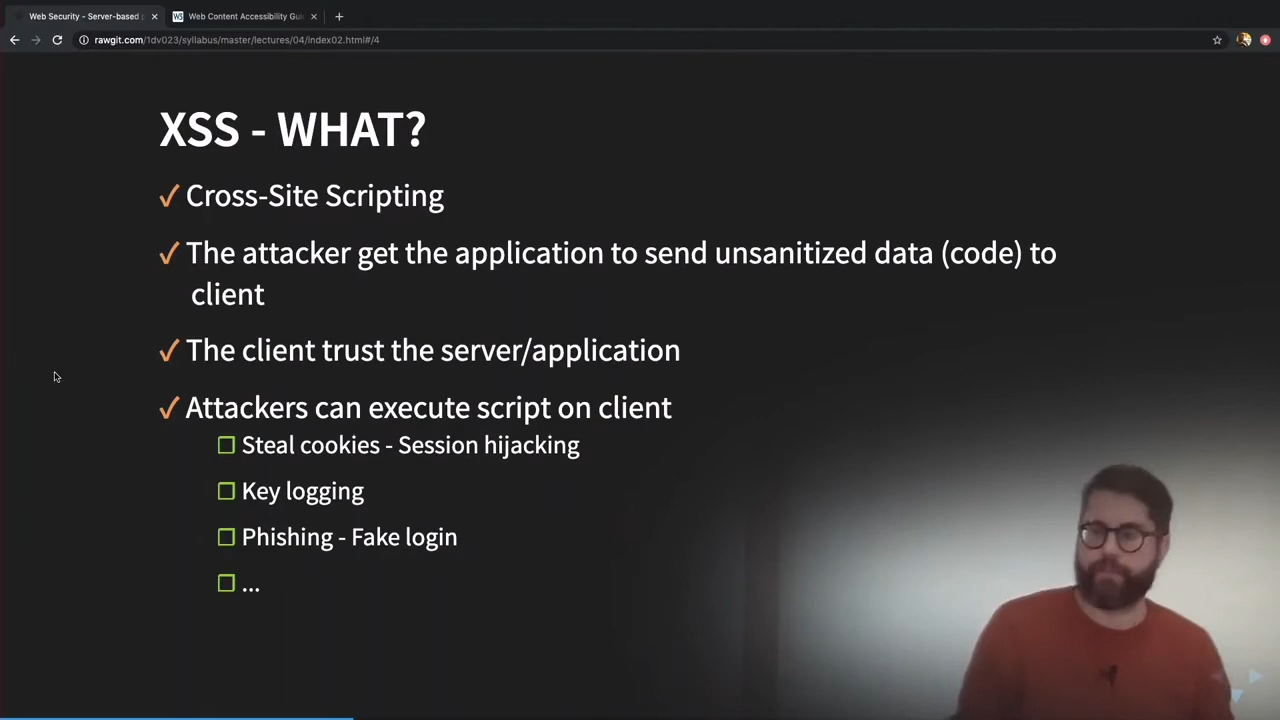 Web Security - Server-based
Web Content Accessibility Gui
rawgit.com/1dv023/syllabus/master/lectures/04/index02.html#/4
XSS - WHAT?
Cross-Site Scripting
The attacker get the application to send unsanitized data (code) to
client
The client trust the server/application
Attackers can execute script on client
Steal cookies - Session hijacking
Key logging
Phishing - Fake login
...